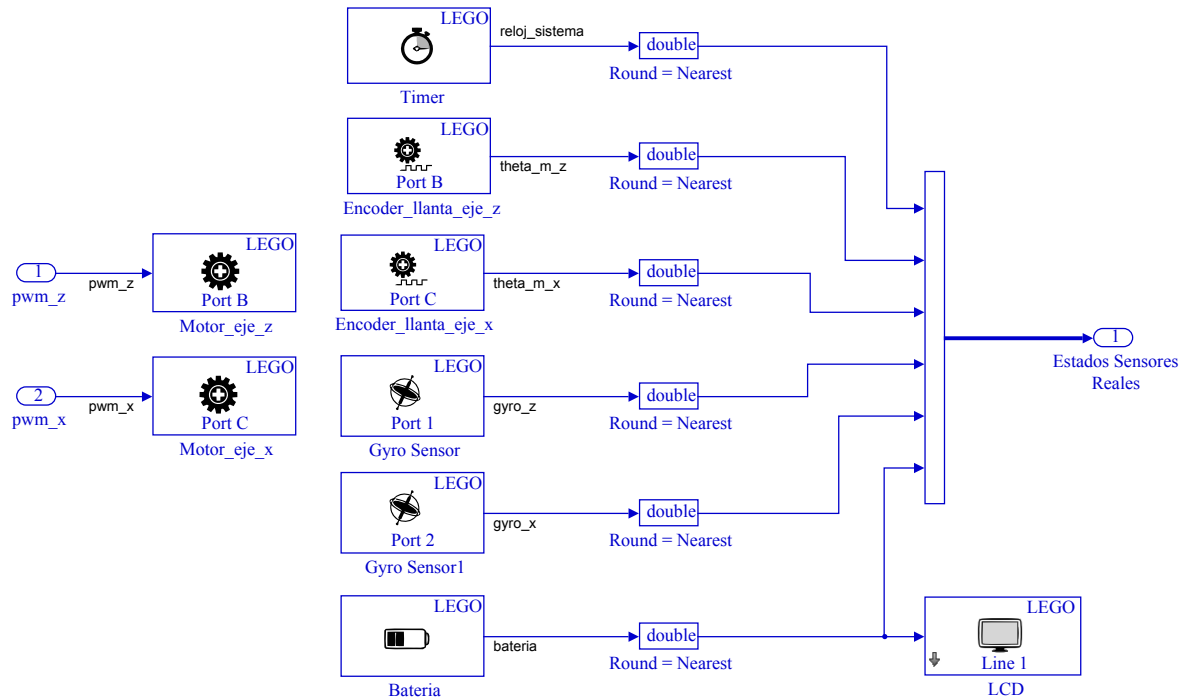 LEGO
reloj_sistema
double
Round = Nearest
Timer
LEGO
Port B
theta_m_z
double
Round = Nearest
Encoder_llanta_eje_z
1
pwm_z
pwm_z
LEGO
Port B
Motor_eje_z
LEGO
Port C
theta_m_x
double
Round = Nearest
Encoder_llanta_eje_x
1
Estados Sensores
Reales
2
pwm_x
pwm_x
LEGO
Port C
Motor_eje_x
LEGO
Port 1
gyro_z
double
Round = Nearest
Gyro Sensor
LEGO
Port 2
gyro_x
double
Round = Nearest
Gyro Sensor1
LEGO
bateria
double
Round = Nearest
Bateria
LEGO
Line 1
LCD